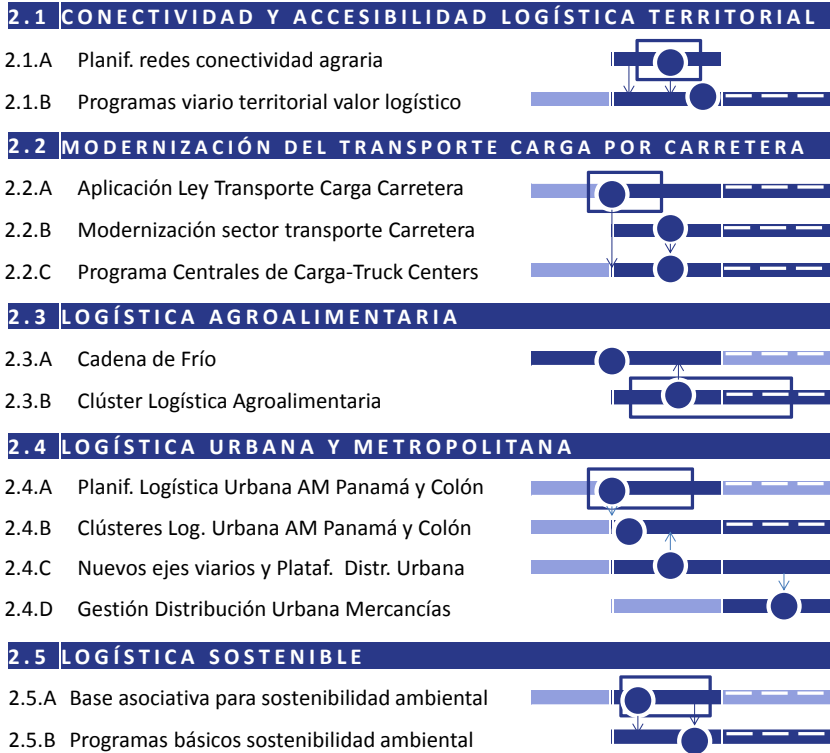 2.1 CONECTIVIDAD Y ACCESIBILIDAD LOGÍSTICA TERRITORIAL
2.1.A Planif. redes conectividad agraria
2.1.B Programas viario territorial valor logístico
2.2 MODERNIZACIÓN DEL TRANSPORTE CARGA POR CARRETERA
2.2.A Aplicación Ley Transporte Carga Carretera
2.2.B Modernización sector transporte Carretera
2.2.C Programa Centrales de Carga-Truck Centers
2.3 LOGÍSTICA AGROALIMENTARIA
2.3.A Cadena de Frío
2.3.B Clúster Logística Agroalimentaria
2.4 LOGÍSTICA URBANA Y METROPOLITANA
2.4.A Planif. Logística Urbana AM Panamá y Colón
2.4.B Clústeres Log. Urbana AM Panamá y Colón
2.4.C Nuevos ejes viarios y Plataf. Distr. Urbana
2.4.D Gestión Distribución Urbana Mercancías
2.5 LOGÍSTICA SOSTENIBLE
2.5.A Base asociativa para sostenibilidad ambiental
2.5.B Programas básicos sostenibilidad ambiental